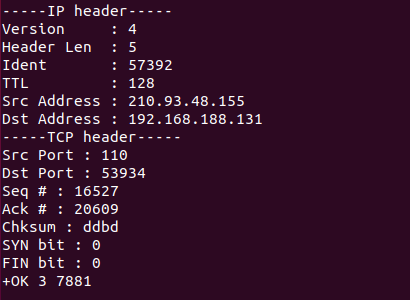 -----IP header-----
Version     : 4
Header Len  : 5
Ident       : 57392
TTL         : 128
Src Address : 210.93.48.155
Dst Address : 192.168.188.131
-----TCP header-----
Src Port : 110
Dst Port : 53934
Seq # : 16527
Ack # : 20609
Chksum : ddbd
SYN bit : 0
FIN bit : 0
+OK 3 7881